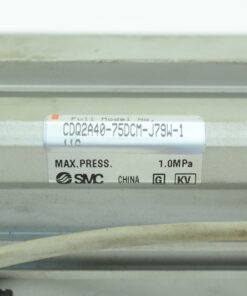 Full Model No.
CDQ2A40-75DCM-J79W-1
MAX.PRESS. 1.0MPa
SMC CHINA G KV